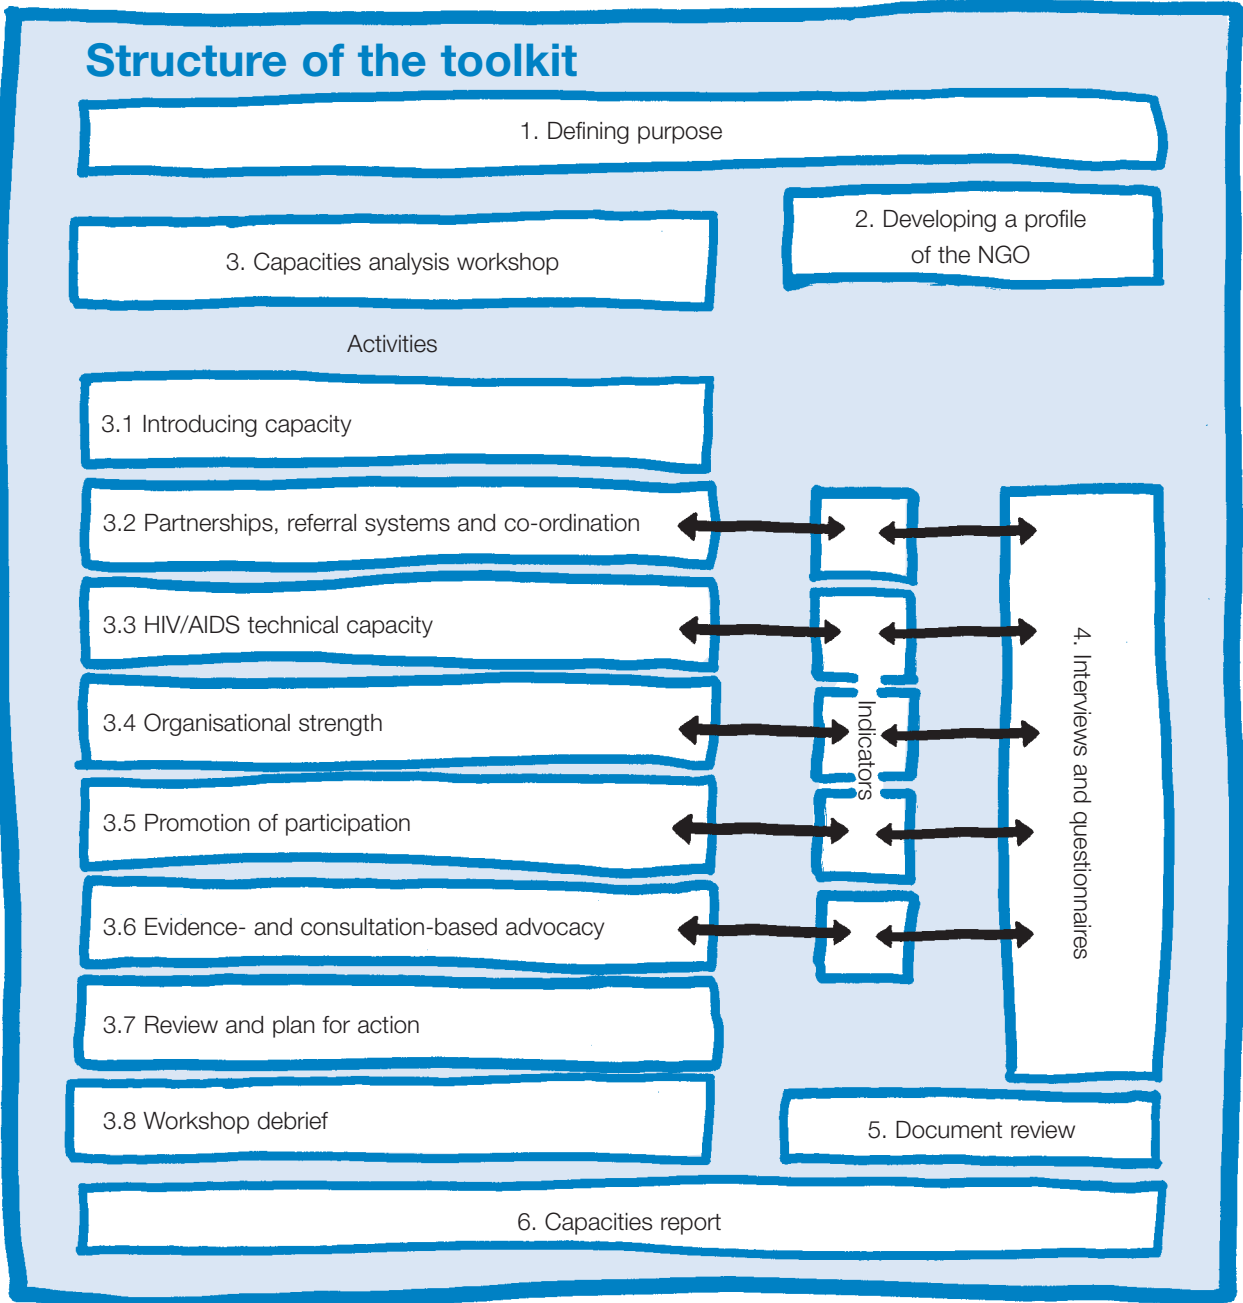 Structure of the toolkit
1. Defining purpose
2. Developing a profile
of the NGO
3. Capacities analysis workshop
Activities
3.1 Introducing capacity
3.2 Partnerships, referral systems and co-ordination
3.3 HIV/AIDS technical capacity
3.4 Organisational strength
3.5 Promotion of participation
3.6 Evidence- and consultation-based advocacy
3.7 Review and plan for action
3.8 Workshop debrief
Indicators
4. Interviews and questionnaires
5. Document review
6. Capacities report